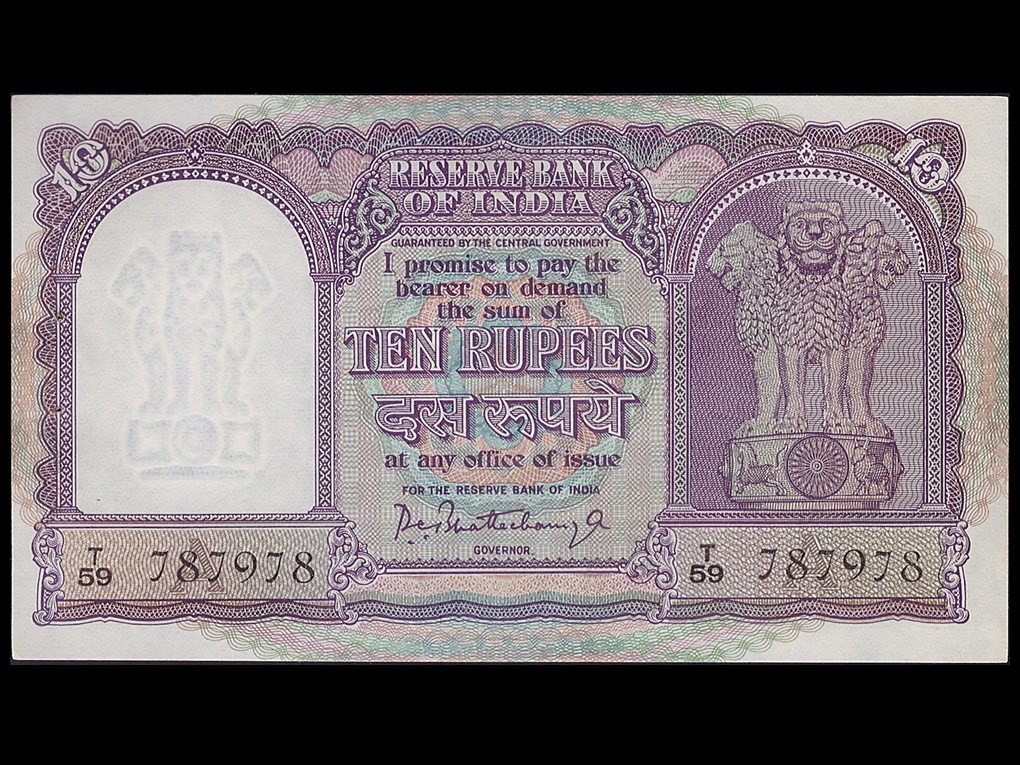 10
10
RESERVE BANK
OF INDIA
GUARANTEED BY THE CENTRAL GOVERNMENT
I promise to pay the
bearer on demand
the sum of
TEN RUPEES
दस रूपये
at any office of issue
FOR THE RESERVE BANK OF INDIA
GOVERNOR.
T
59 787978
A
T
59 787978
A